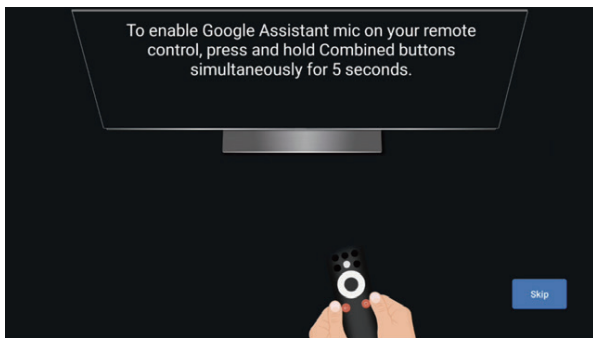 To enable Google Assistant mic on your remote
control, press and hold Combined buttons
simultaneously for 5 seconds.
Skip